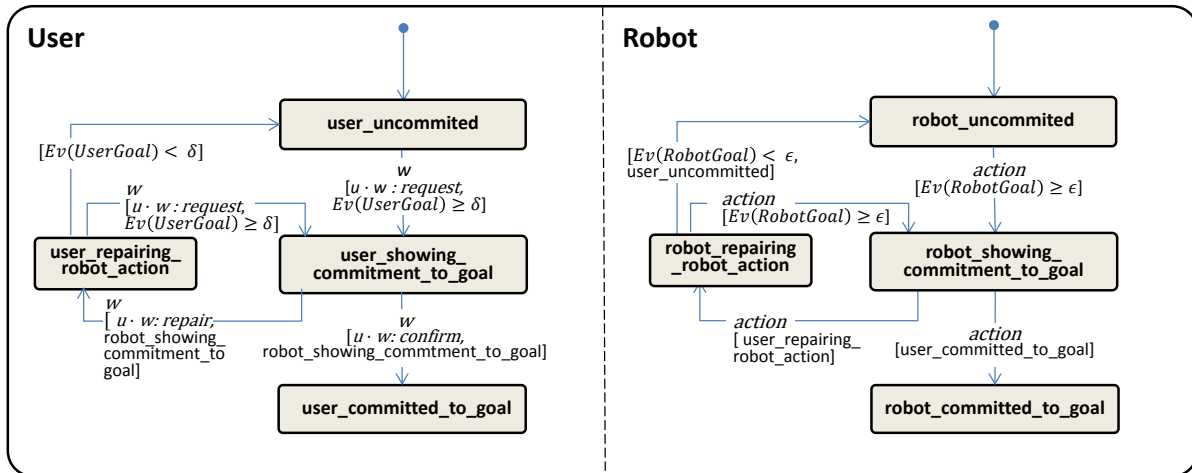 User
user_uncommited
[Ev(UserGoal) < δ]
w
[u · w : request,
Ev(UserGoal) ≥ δ]
w
[u · w : request,
Ev(UserGoal) ≥ δ]
user_repairing_
robot_action
user_showing_
commitment_to_goal
w
[ u · w: repair,
robot_showing_
commitment_to
goal]
w
[u · w: confirm,
robot_showing_commtment_to_goal]
user_committed_to_goal
Robot
robot_uncommited
[Ev(RobotGoal) < ϵ,
user_uncommitted]
action
[Ev(RobotGoal) ≥ ϵ]
action
[Ev(RobotGoal) ≥ ϵ]
robot_repairing
_robot_action
robot_showing_
commitment_to_goal
action
[ user_repairing_
robot_action]
action
[user_committed_to_goal]
robot_committed_to_goal